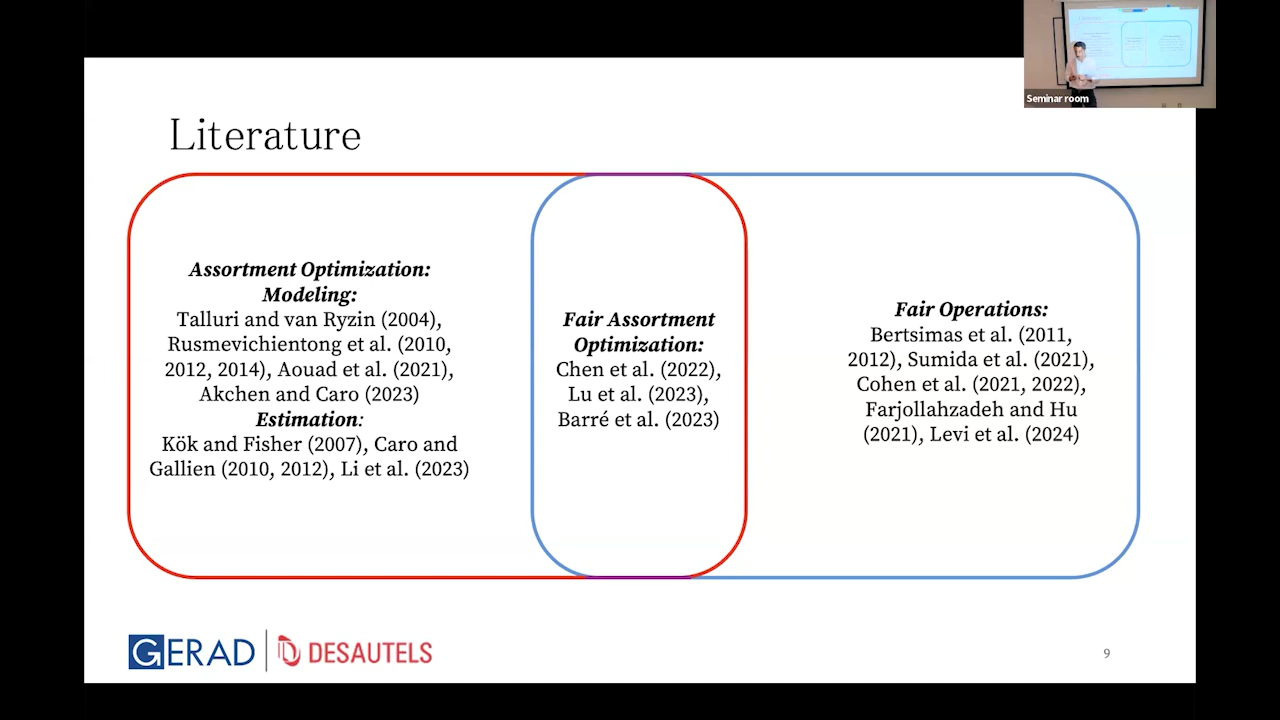 Seminar room
Literature
Assortment Optimization:
Modeling:
Talluri and van Ryzin (2004),
Rusmevichientong et al. (2010,
2012, 2014), Aouad et al. (2021),
Akchen and Caro (2023)
Estimation:
Kök and Fisher (2007), Caro and
Gallien (2010, 2012), Li et al. (2023)
Fair Assortment
Optimization:
Chen et al. (2022),
Lu et al. (2023),
Barré et al. (2023)
Fair Operations:
Bertsimas et al. (2011,
2012), Sumida et al. (2021),
Cohen et al. (2021, 2022),
Farjollahzadeh and Hu
(2021), Levi et al. (2024)
GERAD
DESAUTELS
9